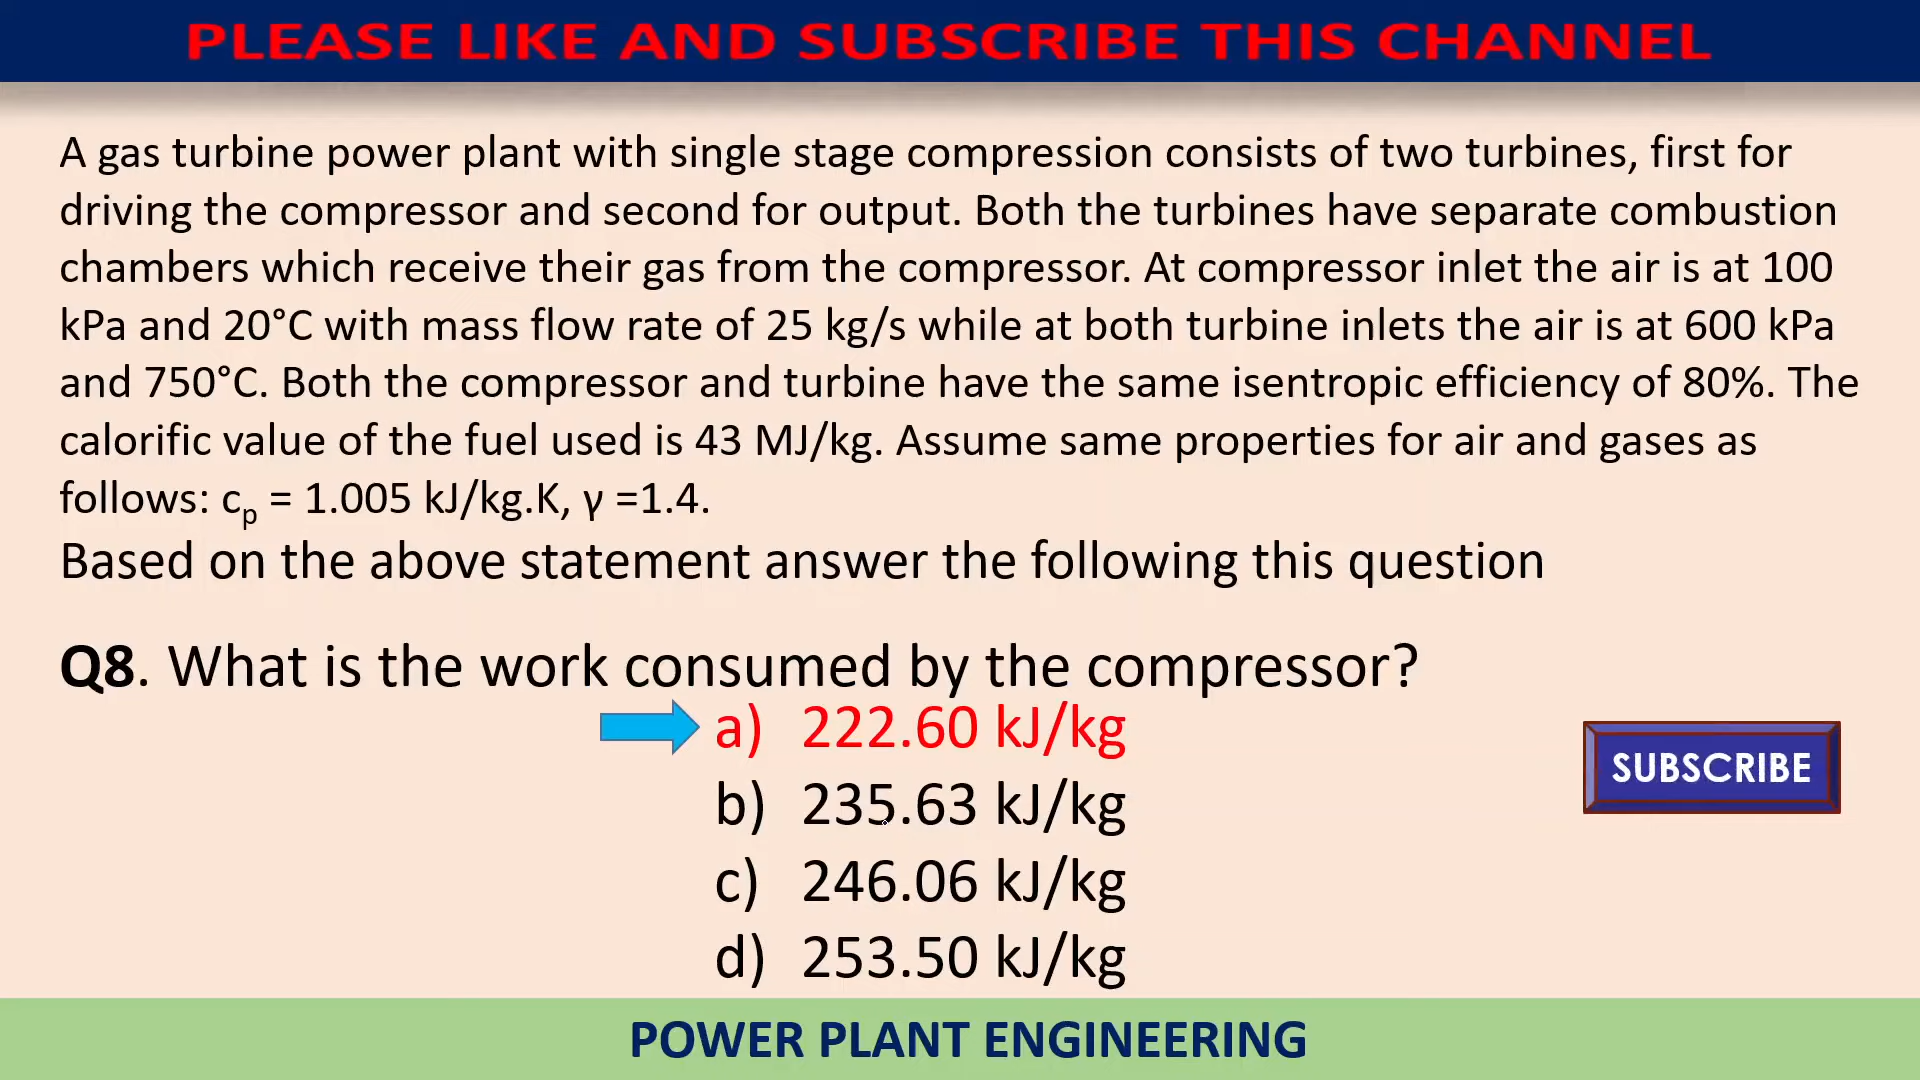 PLEASE LIKE AND SUBSCRIBE THIS CHANNEL
A gas turbine power plant with single stage compression consists of two turbines, first for
driving the compressor and second for output. Both the turbines have separate combustion
chambers which receive their gas from the compressor. At compressor inlet the air is at 100
kPa and 20°C with mass flow rate of 25 kg/s while at both turbine inlets the air is at 600 kPa
and 750°C. Both the compressor and turbine have the same isentropic efficiency of 80%. The
calorific value of the fuel used is 43 MJ/kg. Assume same properties for air and gases as
follows: cp = 1.005 kJ/kg.K, γ =1.4.
Based on the above statement answer the following this question
Q8. What is the work consumed by the compressor?
a) 222.60 kJ/kg
b) 235.63 kJ/kg
SUBSCRIBE
c) 246.06 kJ/kg
d) 253.50 kJ/kg
POWER PLANT ENGINEERING